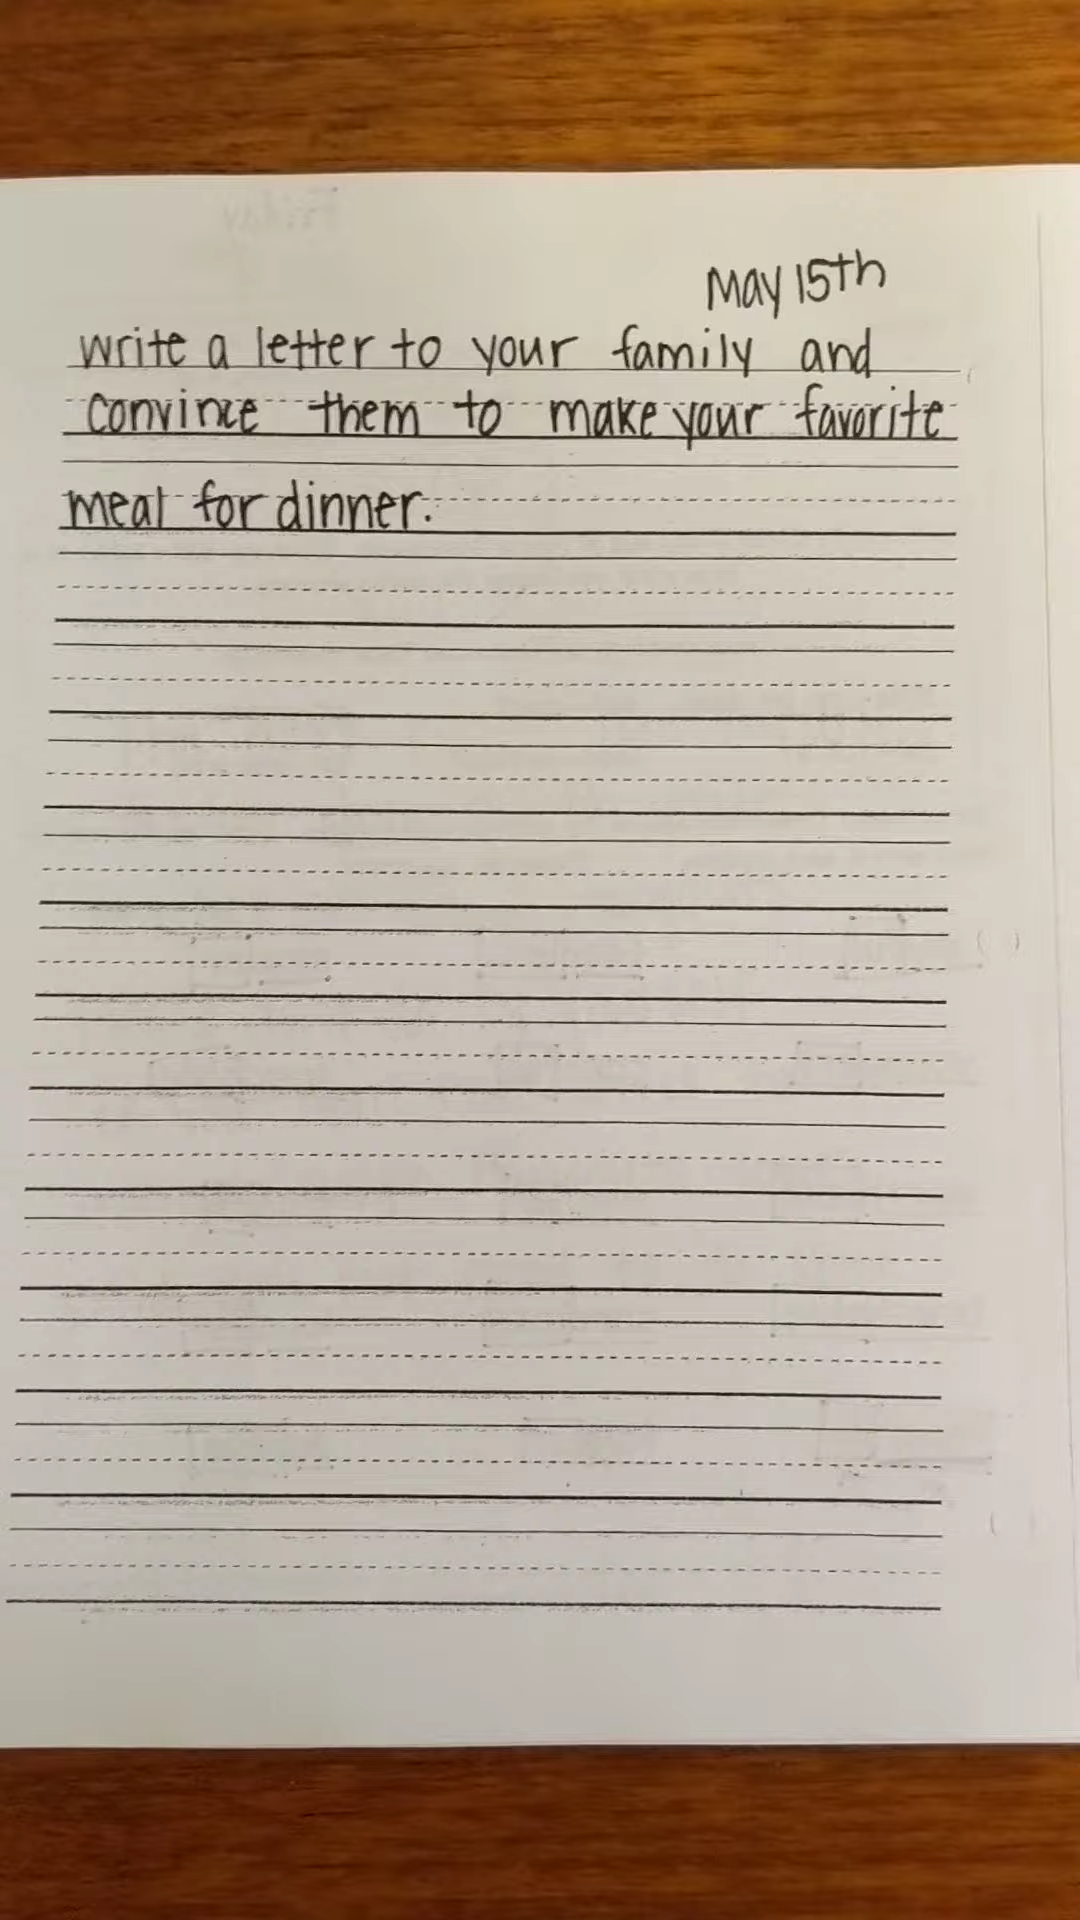 May 15th
write a letter to your family and
convince them to make your favorite
meal for dinner.